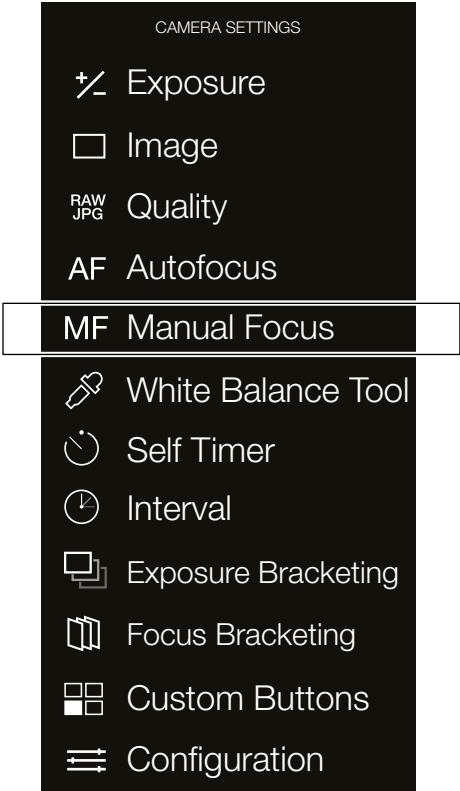 CAMERA SETTINGS
Exposure
Image
RAW JPG Quality
AF Autofocus
MF Manual Focus
White Balance Tool
Self Timer
Interval
Exposure Bracketing
Focus Bracketing
Custom Buttons
Configuration